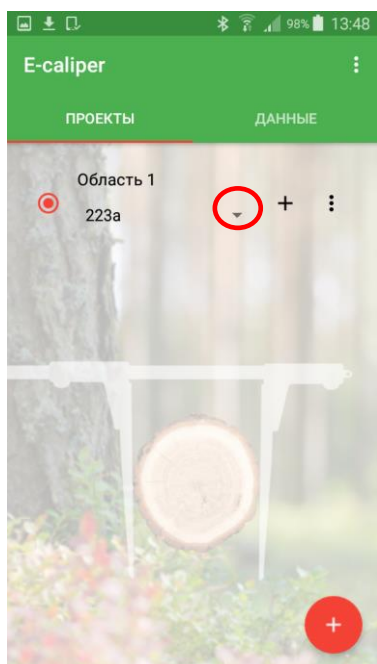 98% 13:48
E-caliper
ПРОЕКТЫ ДАННЫЕ
Область 1
223а